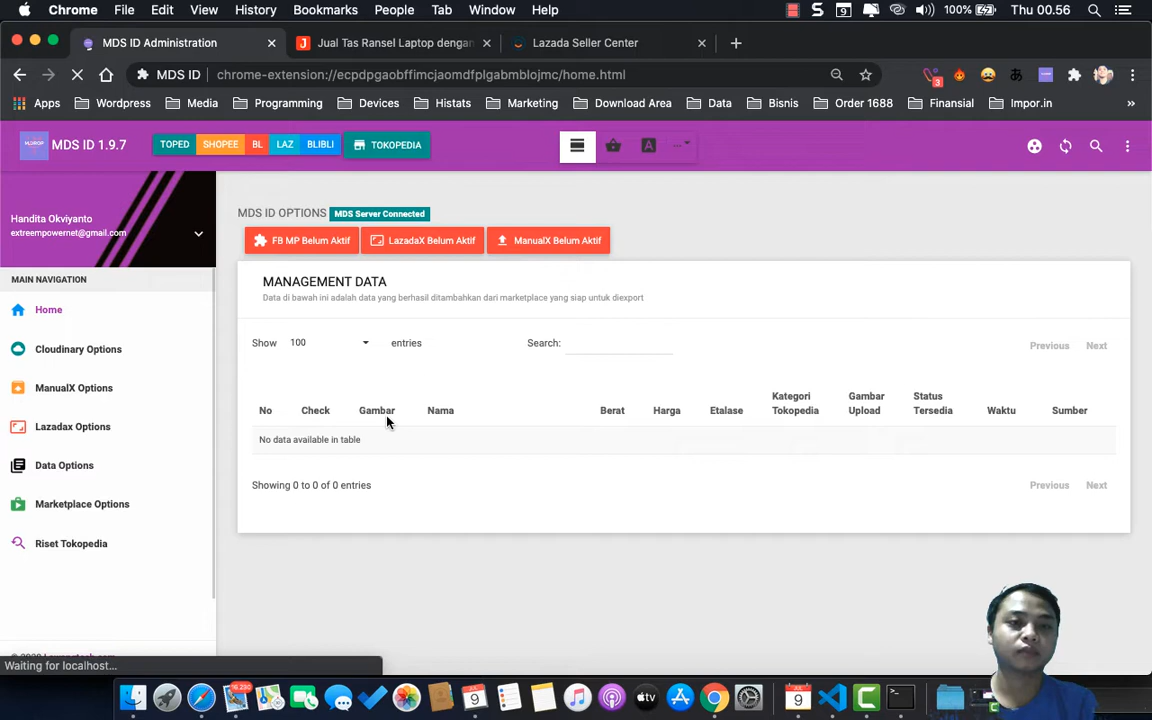 Chrome File Edit View History Bookmarks People Tab Window Help 9 100% Thu 00.56
MDS ID Administration Jual Tas Ransel Laptop dengan Lazada Seller Center
MDS ID chrome-extension://ecpdpgaobffimcjaomdfplgabmblojmc/home.html 3
Apps Wordpress Media Programming Devices Histats Marketing Download Area Data Bisnis Order 1688 Finansial Impor.in »
MDS ID 1.9.7 TOPED SHOPEE BL LAZ BLIBLI TOKOPEDIA
Handita Okviyanto
extreempowernet@gmail.com
MAIN NAVIGATION
Home
Cloudinary Options
ManualX Options
Lazadax Options
Data Options
Marketplace Options
Riset Tokopedia
MDS ID OPTIONS MDS Server Connected
FB MP Belum Aktif LazadaX Belum Aktif ManualX Belum Aktif
MANAGEMENT DATA
Data di bawah ini adalah data yang berhasil ditambahkan dari marketplace yang siap untuk diexport
Show 100 entries Search: Previous Next
No Check Gambar Nama Berat Harga Etalase Kategori Tokopedia Gambar Upload Status Tersedia Waktu Sumber
No data available in table
Showing 0 to 0 of 0 entries Previous Next
Waiting for localhost...